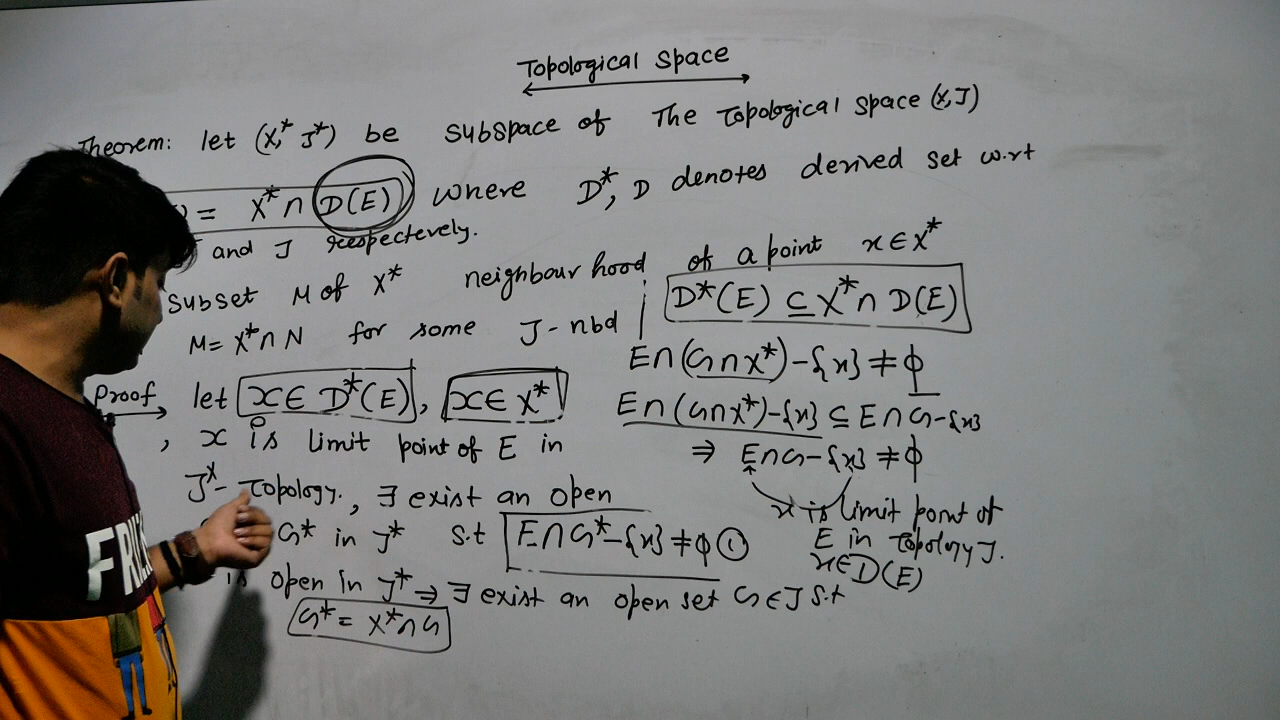 Topological Space
Theorem: let (X,* J*) be subspace of The Topological space (X,J)
= X* ∩ D(E) where D*, D denotes derived set w.r.t
and J respectevely.
subset M of X* neighbourhood of a point x ∈ X*
M = X* ∩ N for some J-nbd
Proof let x ∈ D*(E), x ∈ X*
, x is limit point of E in
J* - Topology., ∃ exist an open
G* in J* s.t E∩G* - {x} ≠ ϕ ①
is open in J* ⇒ ∃ exist an open set G ∈ J s.t
G* = X* ∩ G
D*(E) ⊆ X* ∩ D(E)
E∩(G∩X*) - {x} ≠ ϕ
E∩(G∩X*) - {x} ⊆ E∩G - {x}
⇒ E∩G - {x} ≠ ϕ
x is limit point of
E in Topology J.
x ∈ D(E)